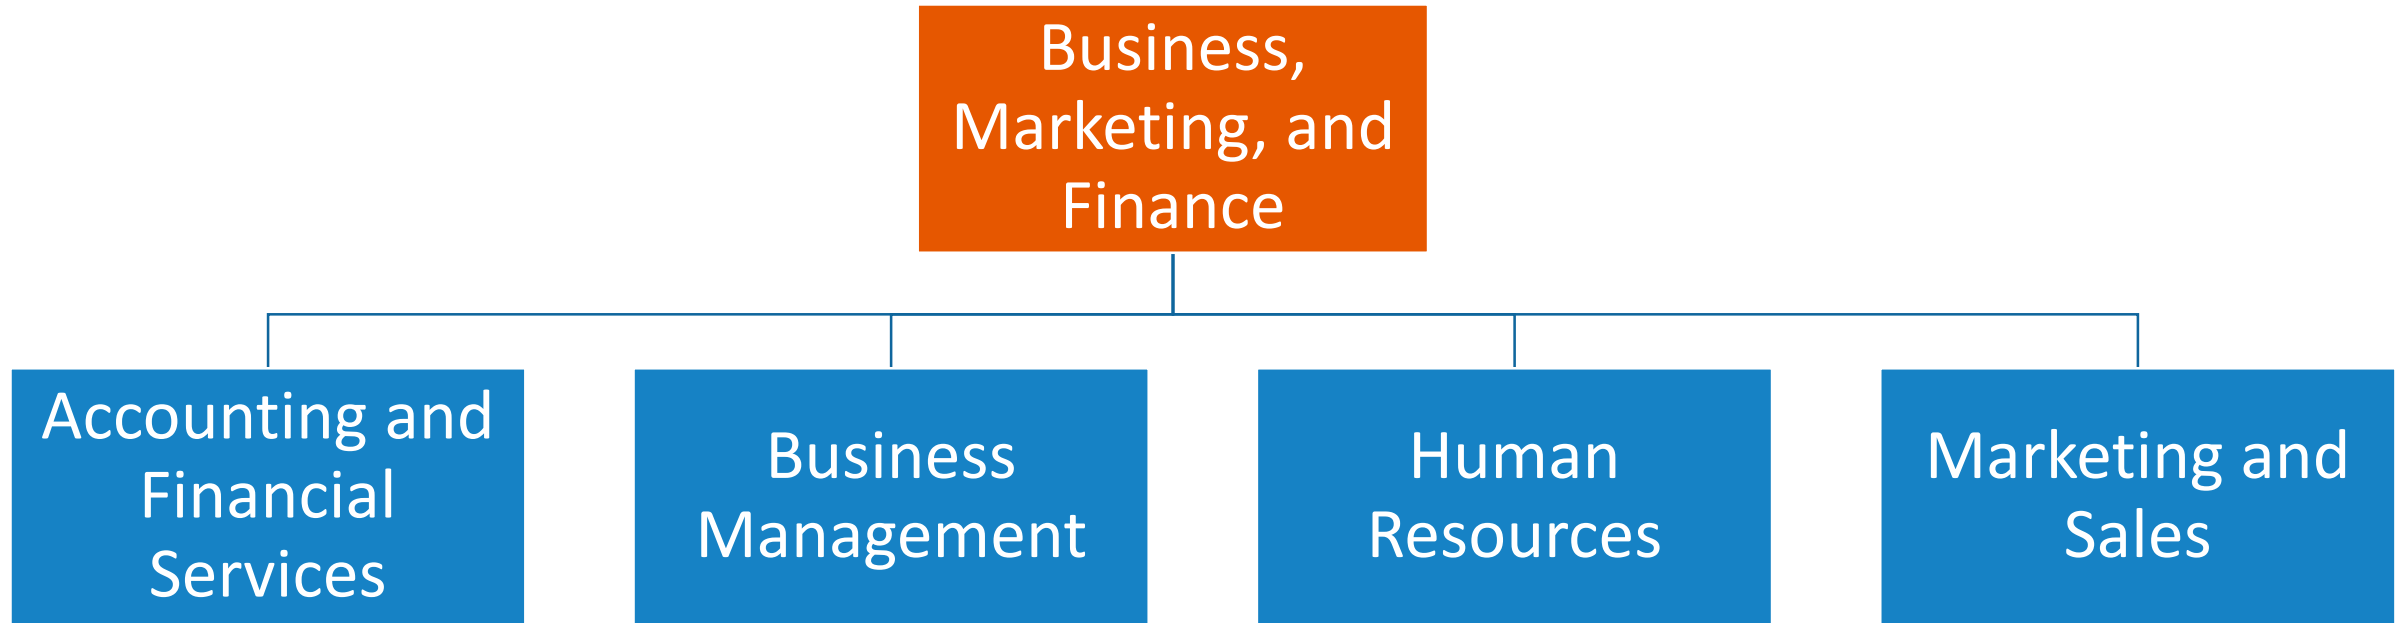 Business,
Marketing, and
Finance
Accounting and
Financial
Services
Business
Management
Human
Resources
Marketing and
Sales